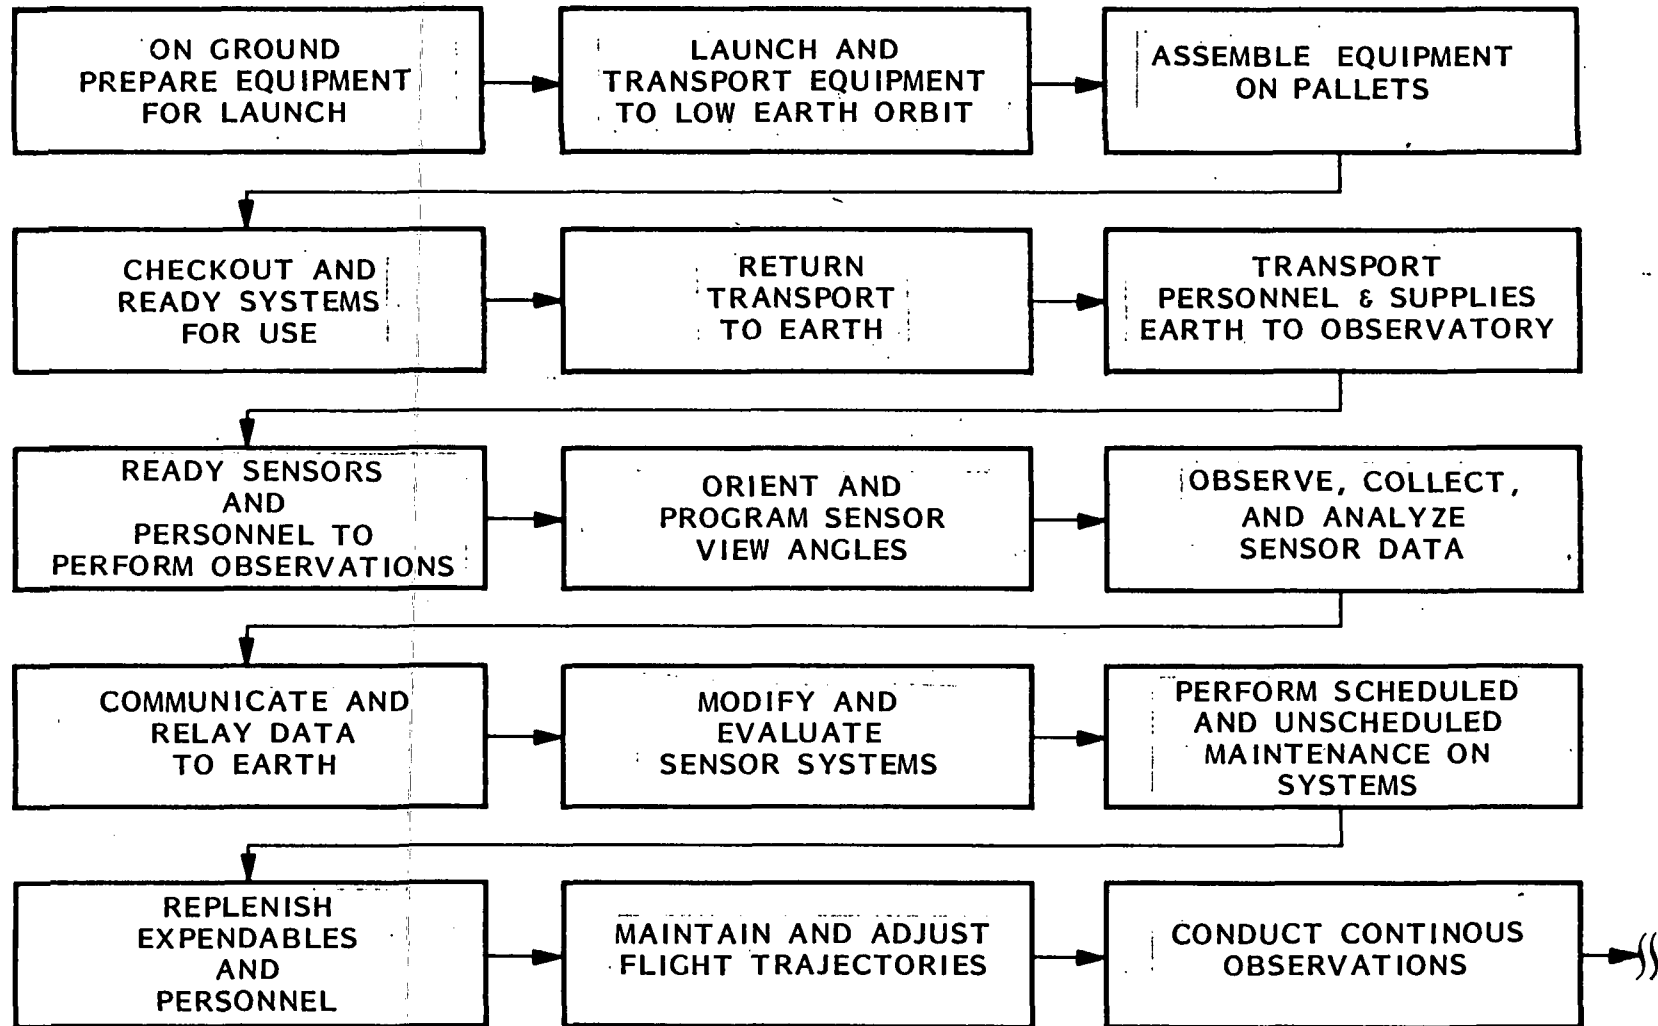 ON GROUND
PREPARE EQUIPMENT
FOR LAUNCH
LAUNCH AND
TRANSPORT EQUIPMENT
TO LOW EARTH ORBIT
ASSEMBLE EQUIPMENT
ON PALLETS
CHECKOUT AND
READY SYSTEMS
FOR USE
RETURN
TRANSPORT
TO EARTH
TRANSPORT
PERSONNEL & SUPPLIES
EARTH TO OBSERVATORY
READY SENSORS
AND
PERSONNEL TO
PERFORM OBSERVATIONS
ORIENT AND
PROGRAM SENSOR
VIEW ANGLES
OBSERVE, COLLECT,
AND ANALYZE
SENSOR DATA
COMMUNICATE AND
RELAY DATA
TO EARTH
MODIFY AND
EVALUATE
SENSOR SYSTEMS
PERFORM SCHEDULED
AND UNSCHEDULED
MAINTENANCE ON
SYSTEMS
REPLENISH
EXPENDABLES
AND
PERSONNEL
MAINTAIN AND ADJUST
FLIGHT TRAJECTORIES
CONDUCT CONTINOUS
OBSERVATIONS